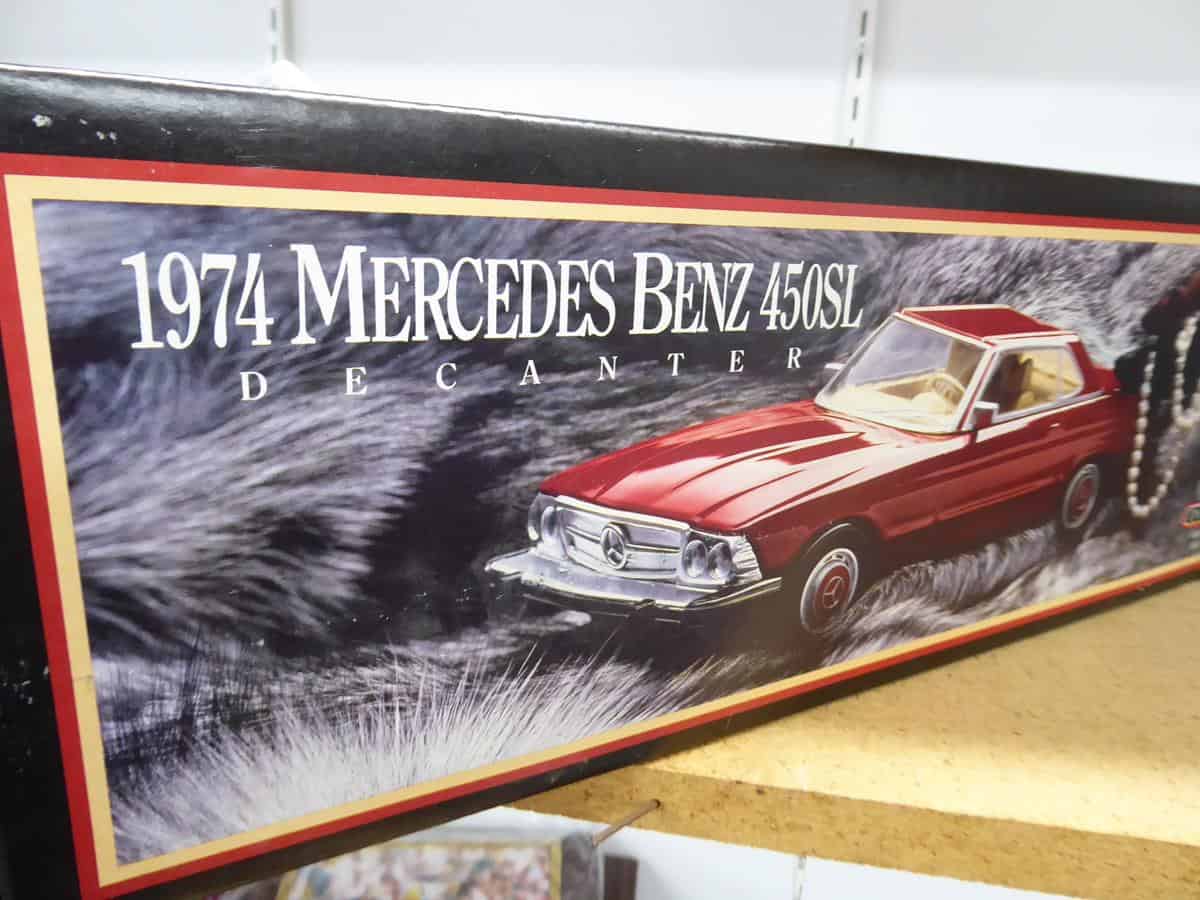 1974 MERCEDES BENZ 450SL
DECANTER